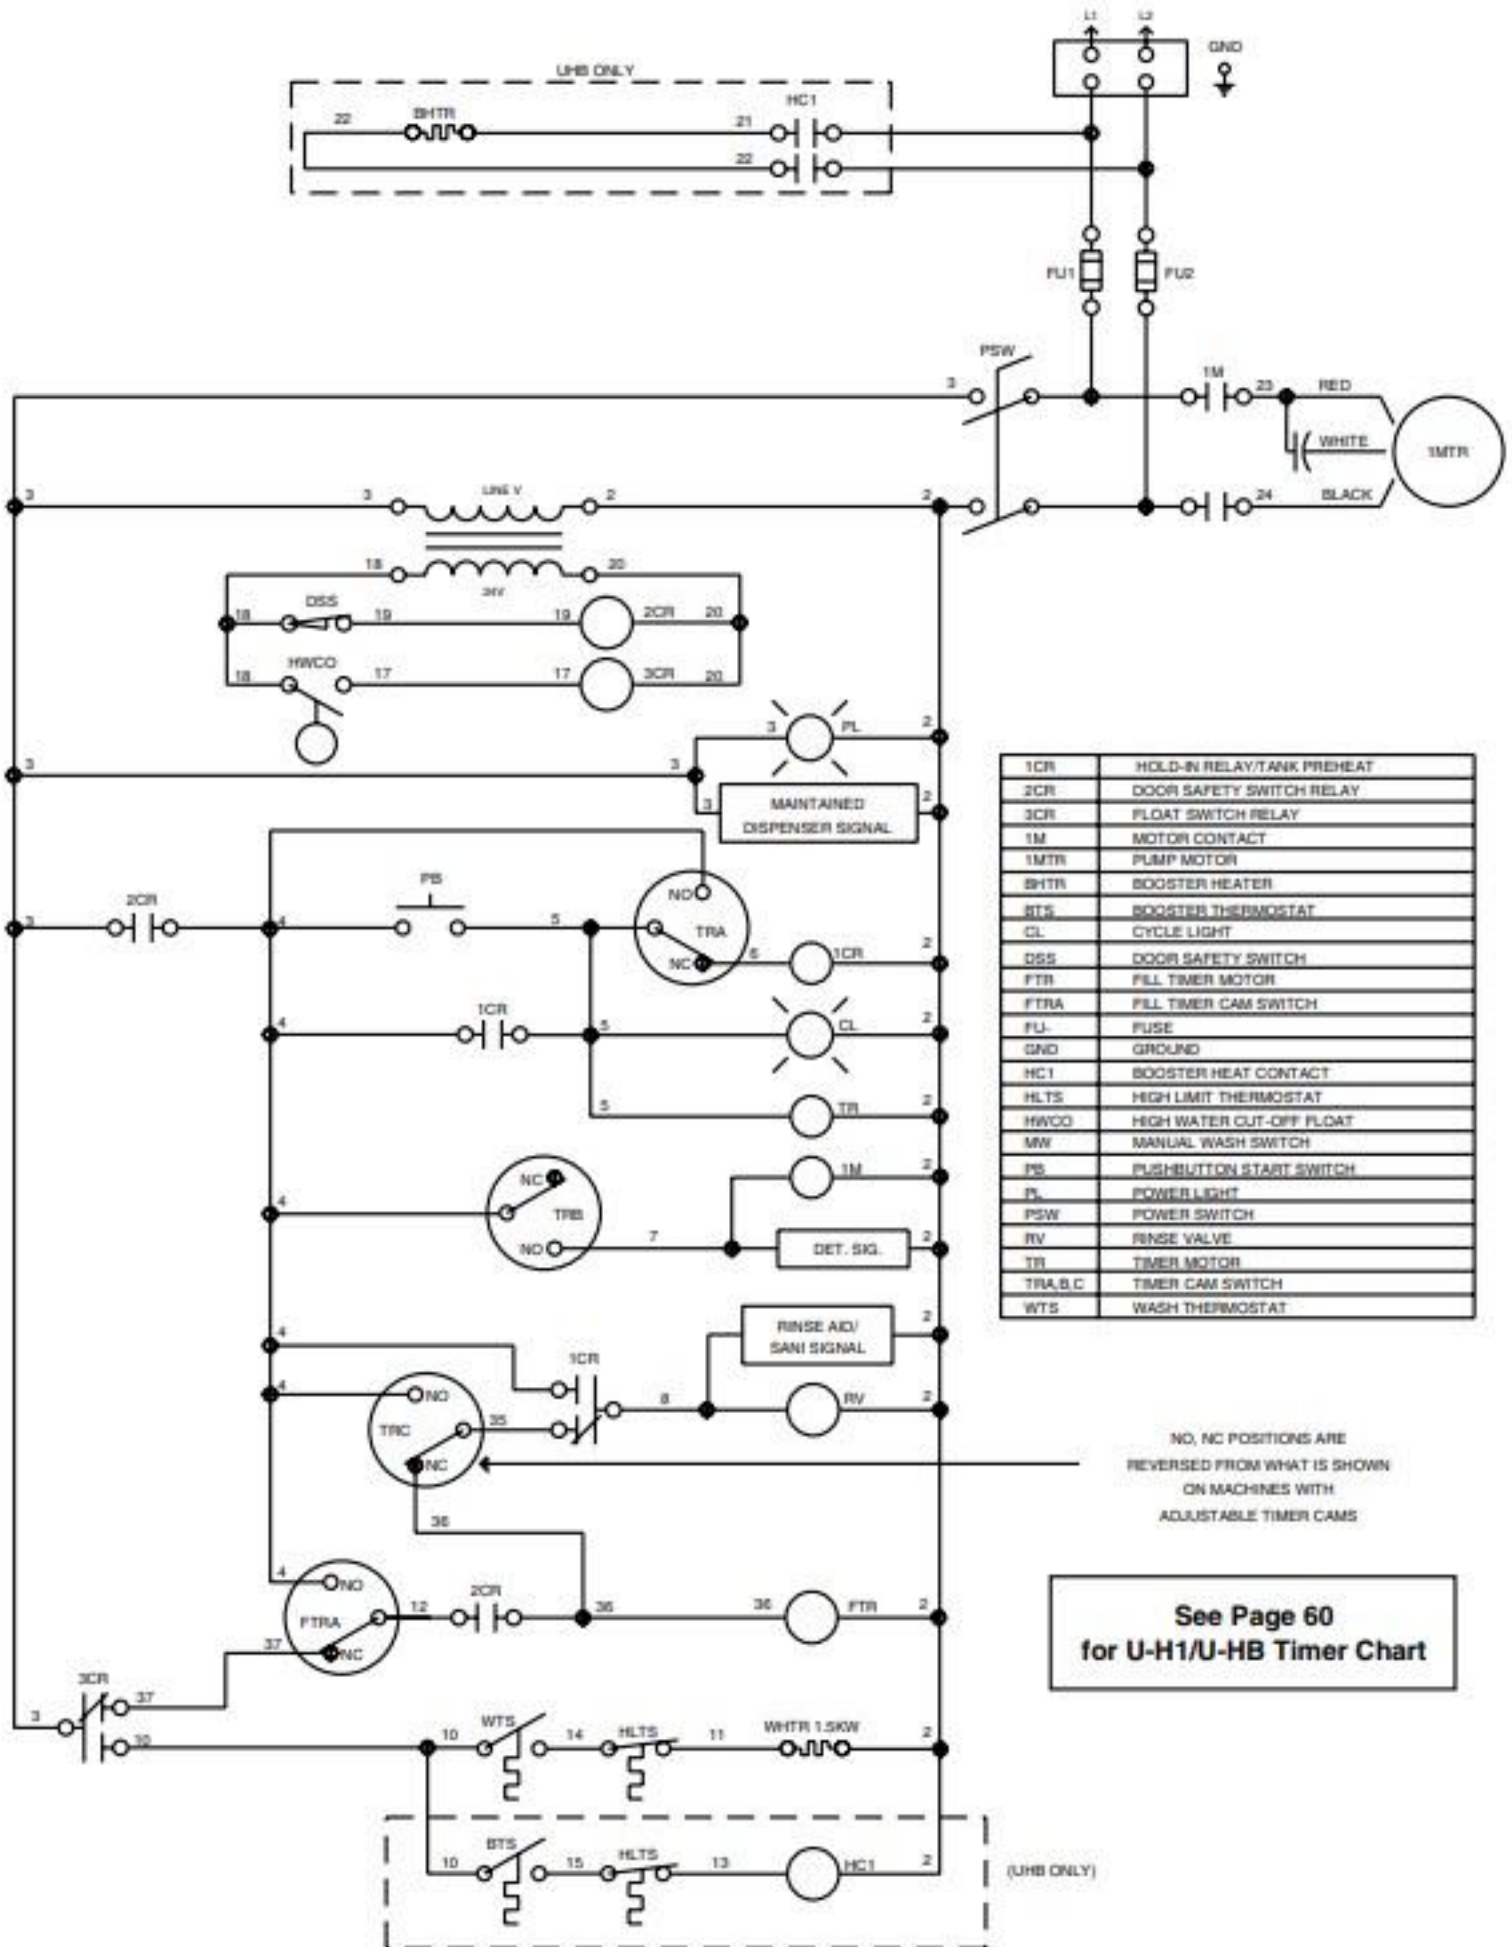 L1 L2
GND
UHB ONLY
22 BHTR 21 HC1
22
FU1 FU2
PSW
3 1M 23 RED
WHITE
1MTR
24 BLACK
3 3 LINE V 2 2
18 24V 20
18 DSS 19 19 2CR 20
18 HWCO 17 17 3CR 20
3 PL 2
3 3
3 MAINTAINED 2
DISPENSER SIGNAL
3 2CR 4 PB 5 NO TRA
NC 6 1CR 2
4 1CR 5 CL 2
5 TR 2
1M 2
4 NC TRB
NO 7 DET. SIG. 2
RINSE AID/ 2
SANI SIGNAL
4 1CR
4 NO
TRC 35 8 RV 2
NC
36
4 NO
FTRA 12 2CR 36 36 FTR 2
37 NC
3CR 37
3 10
10 WTS 14 HLTS 11 WHTR 1.5KW 2
10 BTS 15 HLTS 13 HC1 2
(UHB ONLY)
1CR HOLD-IN RELAY/TANK PREHEAT
2CR DOOR SAFETY SWITCH RELAY
3CR FLOAT SWITCH RELAY
1M MOTOR CONTACT
1MTR PUMP MOTOR
BHTR BOOSTER HEATER
BTS BOOSTER THERMOSTAT
CL CYCLE LIGHT
DSS DOOR SAFETY SWITCH
FTR FILL TIMER MOTOR
FTRA FILL TIMER CAM SWITCH
FU- FUSE
GND GROUND
HC1 BOOSTER HEAT CONTACT
HLTS HIGH LIMIT THERMOSTAT
HWCO HIGH WATER CUT-OFF FLOAT
MW MANUAL WASH SWITCH
PB PUSHBUTTON START SWITCH
PL POWER LIGHT
PSW POWER SWITCH
RV RINSE VALVE
TR TIMER MOTOR
TRA,B,C TIMER CAM SWITCH
WTS WASH THERMOSTAT
NO, NC POSITIONS ARE
REVERSED FROM WHAT IS SHOWN
ON MACHINES WITH
ADJUSTABLE TIMER CAMS
See Page 60
for U-H1/U-HB Timer Chart